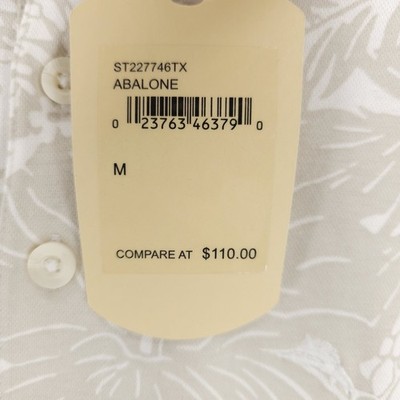 ST227746TX
ABALONE
0 23763 46379 0
M
COMPARE AT $110.00